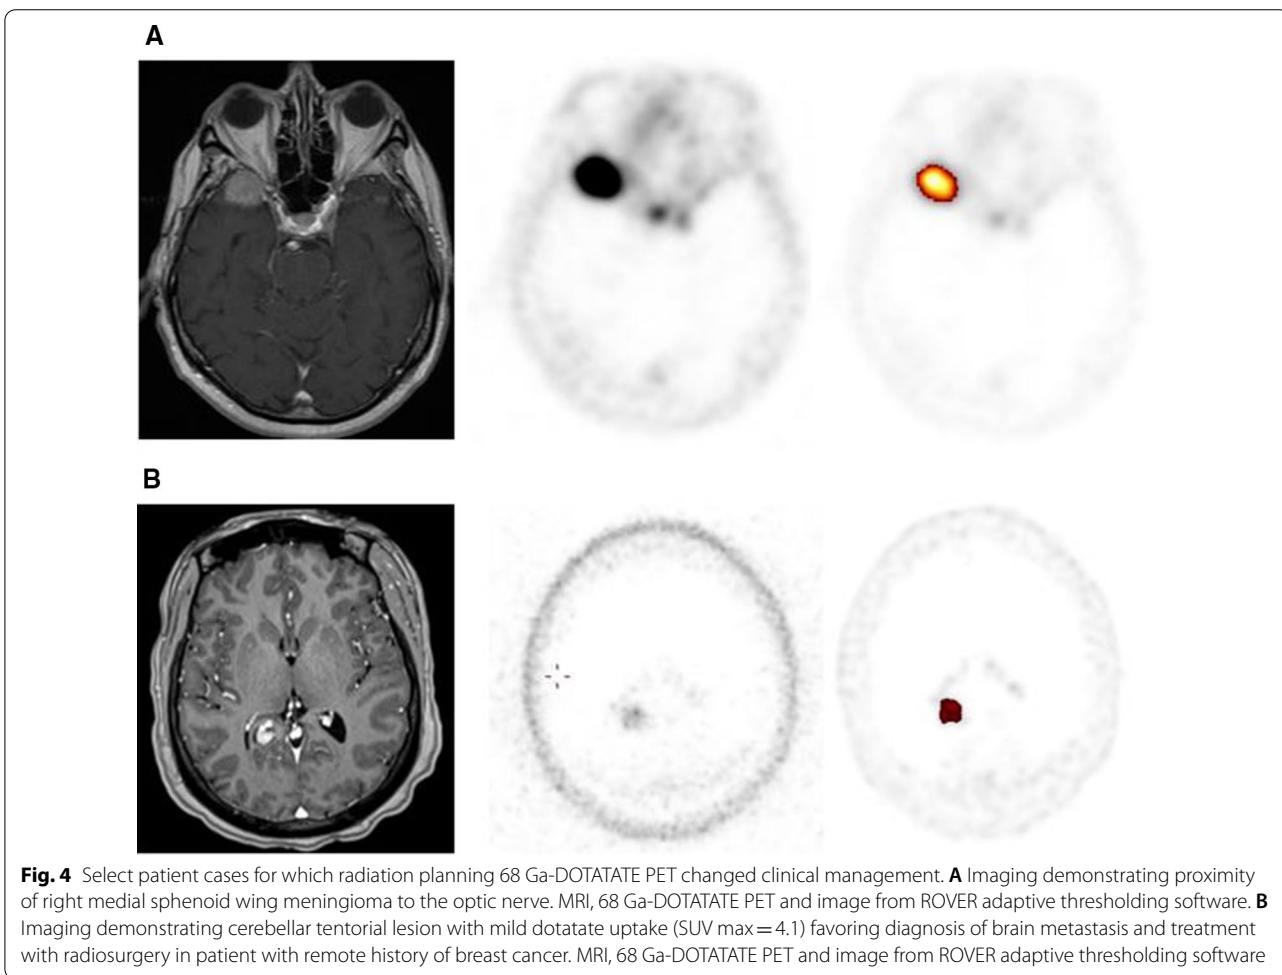 A
B
Fig. 4 Select patient cases for which radiation planning 68 Ga-DOTATATE PET changed clinical management. A Imaging demonstrating proximity
of right medial sphenoid wing meningioma to the optic nerve. MRI, 68 Ga-DOTATATE PET and image from ROVER adaptive thresholding software. B
Imaging demonstrating cerebellar tentorial lesion with mild dotatate uptake (SUV max = 4.1) favoring diagnosis of brain metastasis and treatment
with radiosurgery in patient with remote history of breast cancer. MRI, 68 Ga-DOTATATE PET and image from ROVER adaptive thresholding software